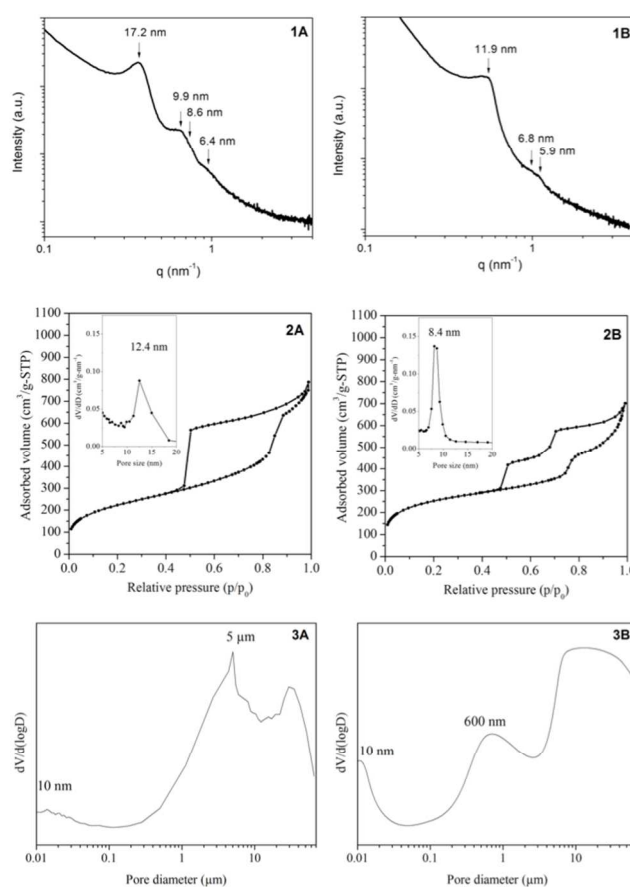 1A
17.2 nm
9.9 nm
8.6 nm
6.4 nm
Intensity (a.u.)
0.1
1
q (nm⁻¹)
1B
11.9 nm
6.8 nm
5.9 nm
Intensity (a.u.)
0.1
1
q (nm⁻¹)
2A
1100
1000
900
800
700
600
500
400
300
200
100
0
Adsorbed volume (cm³/g-STP)
0.15
0.10
0.05
0.00
dV/dD (cm³/g-nm⁻¹)
12.4 nm
5
10
15
20
Pore size (nm)
0.0
0.2
0.4
0.6
0.8
1.0
Relative pressure (p/p₀)
2B
1100
1000
900
800
700
600
500
400
300
200
100
0
Adsorbed volume (cm³/g-STP)
0.15
0.10
0.05
0.00
dV/dD (cm³/g-nm⁻¹)
8.4 nm
5
10
15
20
Pore size (nm)
0.0
0.2
0.4
0.6
0.8
1.0
Relative pressure (p/p₀)
3A
5 µm
10 nm
dV/d(logD)
0.01
0.1
1
10
Pore diameter (µm)
3B
600 nm
10 nm
dV/d(logD)
0.01
0.1
1
10
Pore diameter (µm)